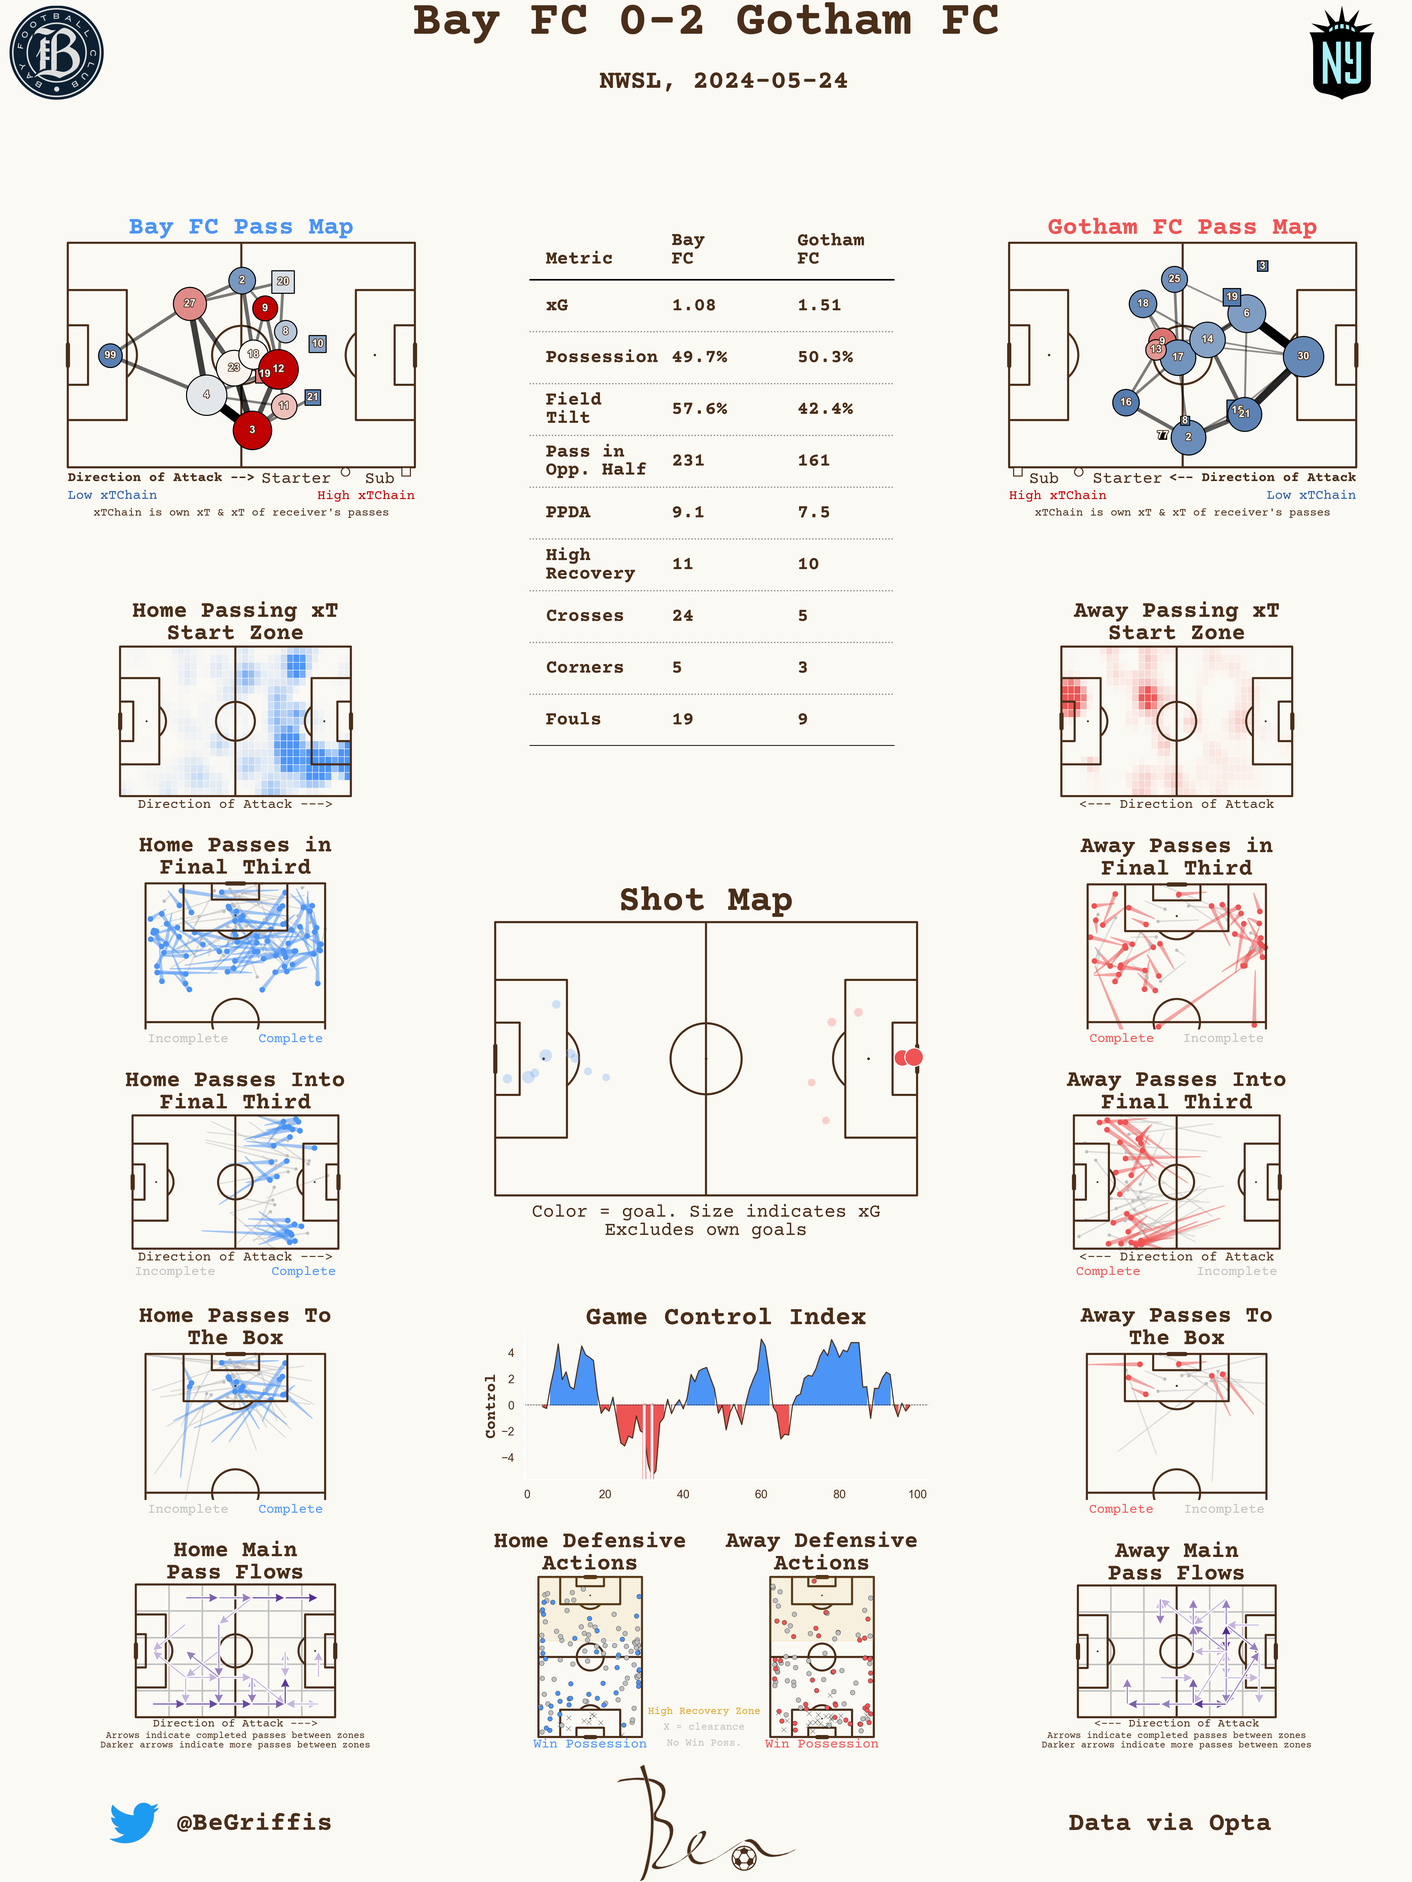 Bay FC 0-2 Gotham FC
NWSL, 2024-05-24
FOOTBALL CLUB BAY
B
NY
Bay FC Pass Map
27
2
20
9
8
10
99
18
23
19
12
4
11
21
3
Direction of Attack --> Starter Sub
Low xTChain High xTChain
xTChain is own xT & xT of receiver's passes
Metric Bay FC Gotham FC
xG 1.08 1.51
Possession 49.7% 50.3%
Field Tilt 57.6% 42.4%
Pass in Opp. Half 231 161
PPDA 9.1 7.5
High Recovery 11 10
Crosses 24 5
Corners 5 3
Fouls 19 9
Gotham FC Pass Map
3
25
19
18
6
9
14
13
17
30
16
15
21
8
77
2
Sub Starter <-- Direction of Attack
High xTChain Low xTChain
xTChain is own xT & xT of receiver's passes
Home Passing xT
Start Zone
Direction of Attack --->
Away Passing xT
Start Zone
<--- Direction of Attack
Home Passes in
Final Third
Incomplete Complete
Away Passes in
Final Third
Complete Incomplete
Shot Map
Color = goal. Size indicates xG
Excludes own goals
Home Passes Into
Final Third
Direction of Attack --->
Incomplete Complete
Away Passes Into
Final Third
<--- Direction of Attack
Complete Incomplete
Home Passes To
The Box
Incomplete Complete
Game Control Index
Control
4
2
0
−2
−4
0 20 40 60 80 100
Away Passes To
The Box
Complete Incomplete
Home Main
Pass Flows
Direction of Attack --->
Arrows indicate completed passes between zones
Darker arrows indicate more passes between zones
Home Defensive
Actions
Win Possession
High Recovery Zone
X = clearance
No Win Poss.
Away Defensive
Actions
Win Possession
Away Main
Pass Flows
<--- Direction of Attack
Arrows indicate completed passes between zones
Darker arrows indicate more passes between zones
@BeGriffis
Ben
Data via Opta